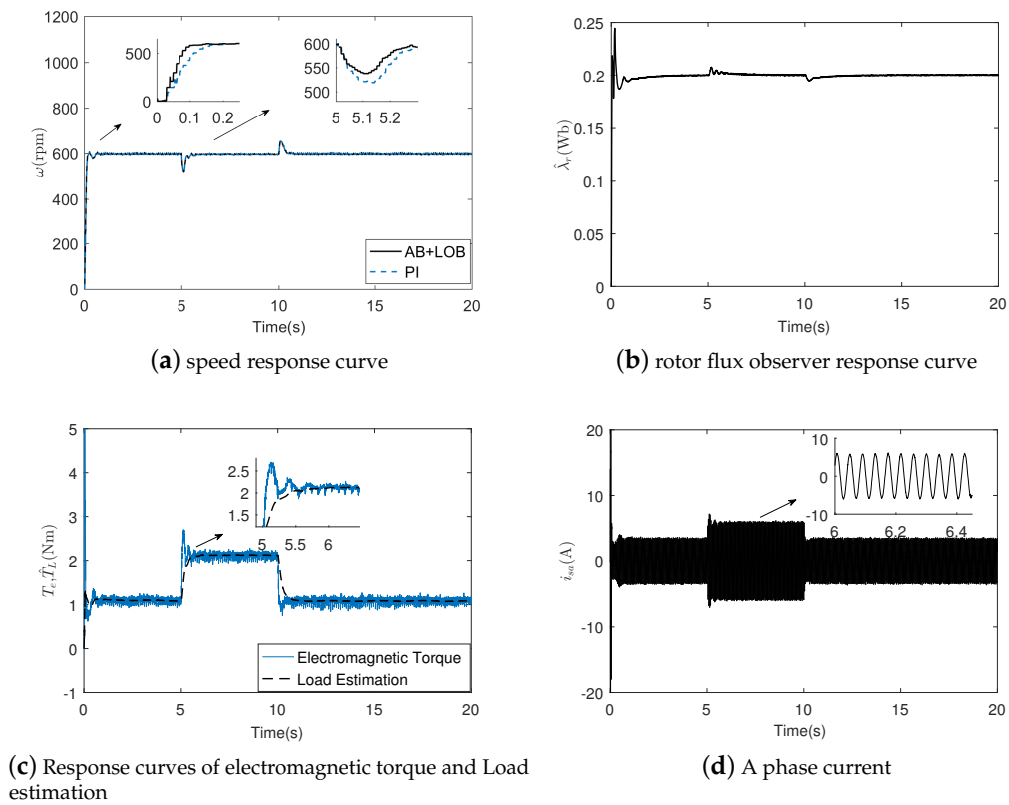 1200
1000
800
600
400
200
0
ω(rpm)
500
0
0 0.1 0.2
600
550
500
5 5.1 5.2
AB+LOB
PI
0 5 10 15 20
Time(s)
(a) speed response curve
0.25
0.2
0.15
0.1
0.05
0
λ̂r(Wb)
0 5 10 15 20
Time(s)
(b) rotor flux observer response curve
5
4
3
2
1
0
-1
Te,T̂L(Nm)
2.5
2
1.5
5 5.5 6
Electromagnetic Torque
Load Estimation
0 5 10 15 20
Time(s)
(c) Response curves of electromagnetic torque and Load
estimation
20
10
0
-10
-20
isa(A)
10
0
-10
6 6.2 6.4
0 5 10 15 20
Time(s)
(d) A phase current